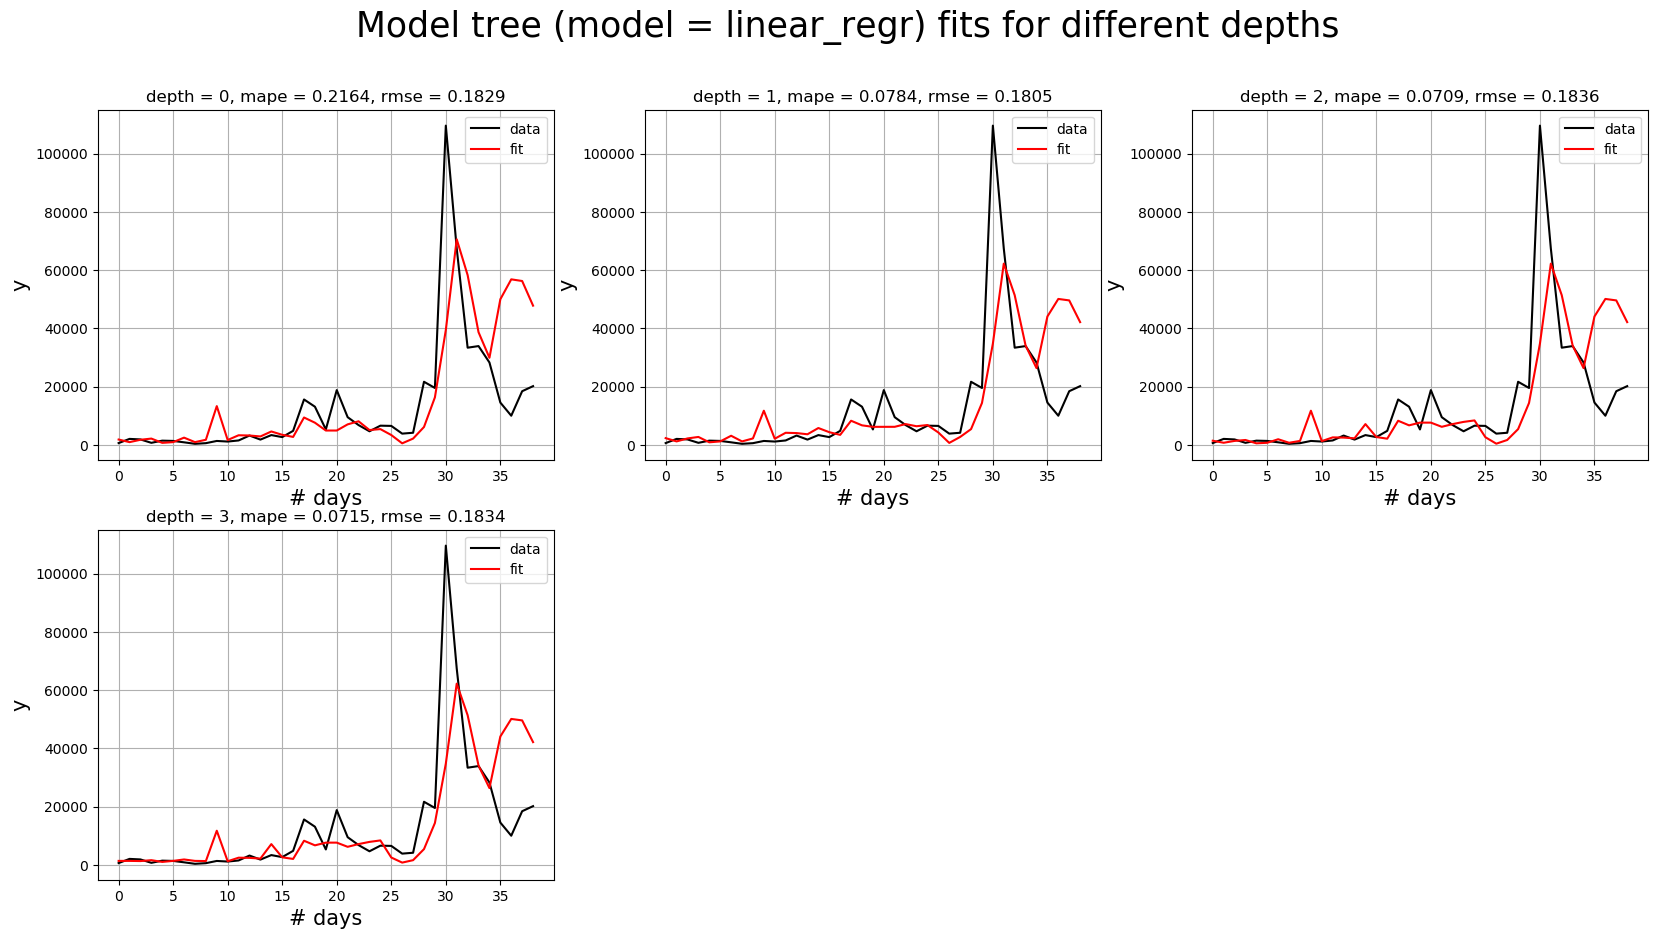 Model tree (model = linear_regr) fits for different depths
depth = 0, mape = 0.2164, rmse = 0.1829
data
fit
100000
80000
60000
40000
20000
0
y
0 5 10 15 20 25 30 35
# days
depth = 1, mape = 0.0784, rmse = 0.1805
data
fit
100000
80000
60000
40000
20000
0
y
0 5 10 15 20 25 30 35
# days
depth = 2, mape = 0.0709, rmse = 0.1836
data
fit
100000
80000
60000
40000
20000
0
y
0 5 10 15 20 25 30 35
# days
depth = 3, mape = 0.0715, rmse = 0.1834
data
fit
100000
80000
60000
40000
20000
0
y
0 5 10 15 20 25 30 35
# days